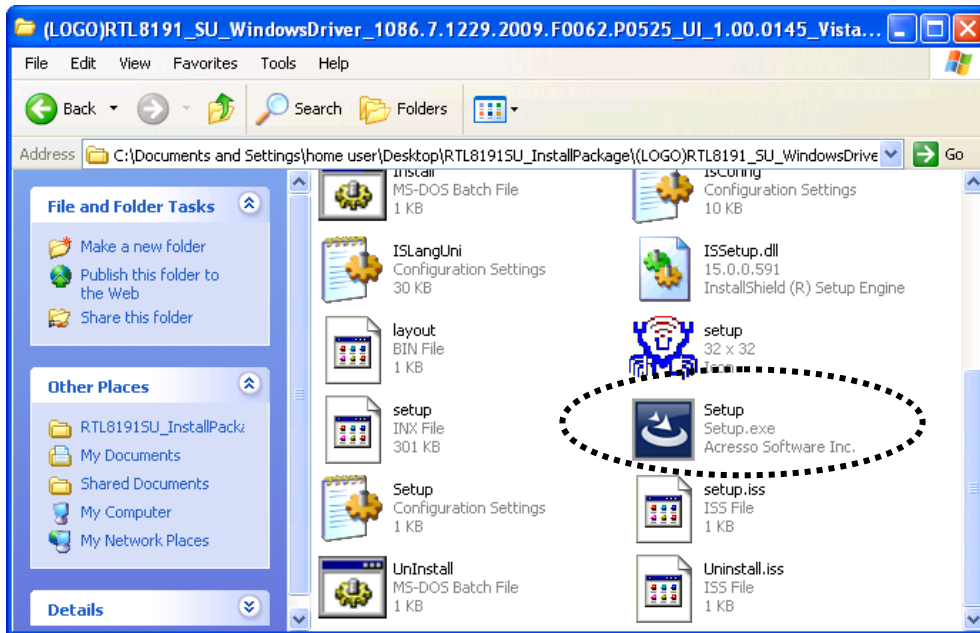 (LOGO)RTL8191_SU_WindowsDriver_1086.7.1229.2009.F0062.P0525_UI_1.00.0145_Vista...
File Edit View Favorites Tools Help
Back Search Folders
Address C:\Documents and Settings\home user\Desktop\RTL8191SU_InstallPackage\(LOGO)RTL8191_SU_WindowsDrive Go
File and Folder Tasks
Make a new folder
Publish this folder to
the Web
Share this folder
Other Places
RTL8191SU_InstallPacka
My Documents
Shared Documents
My Computer
My Network Places
Details
Install
MS-DOS Batch File
1 KB
IsConfig
Configuration Settings
10 KB
ISLangUni
Configuration Settings
30 KB
ISSetup.dll
15.0.0.591
InstallShield (R) Setup Engine
layout
BIN File
1 KB
setup
32 x 32
Icon
setup
INX File
301 KB
Setup
Setup.exe
Acresso Software Inc.
Setup
Configuration Settings
1 KB
setup.iss
ISS File
1 KB
UnInstall
MS-DOS Batch File
1 KB
Uninstall.iss
ISS File
1 KB